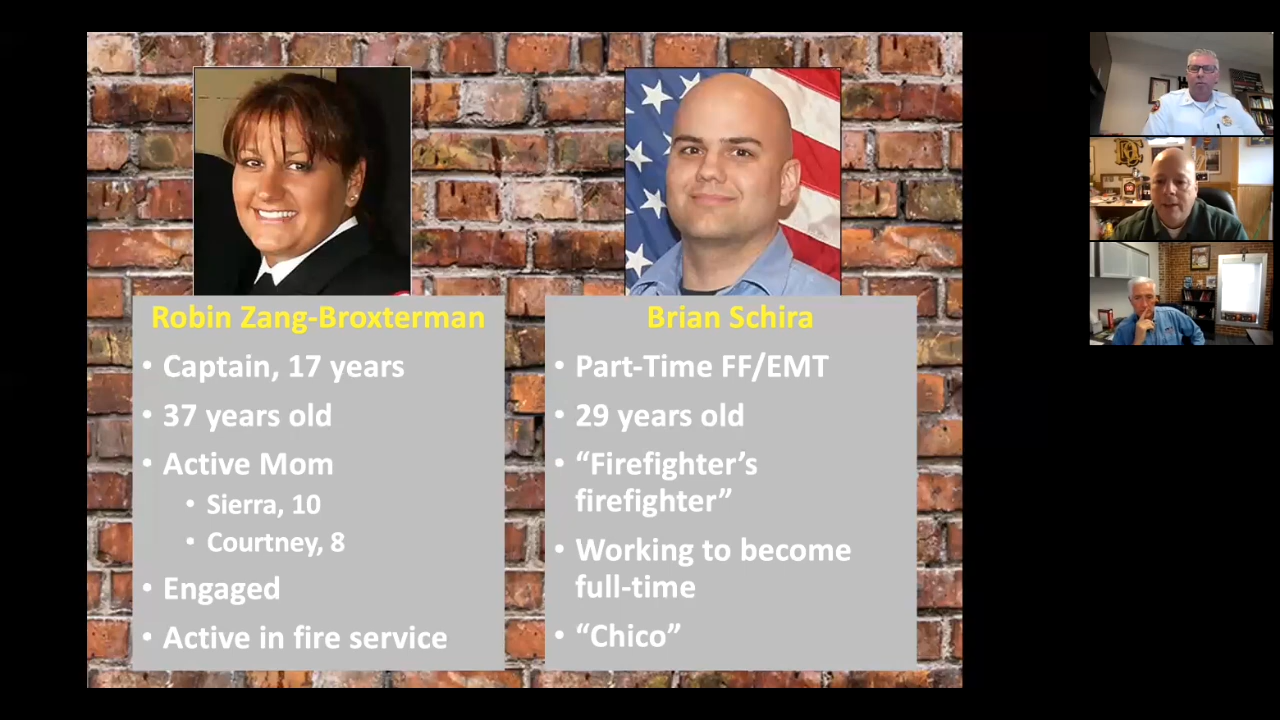 Robin Zang-Broxterman
• Captain, 17 years
• 37 years old
• Active Mom
• Sierra, 10
• Courtney, 8
• Engaged
• Active in fire service
Brian Schira
• Part-Time FF/EMT
• 29 years old
• “Firefighter’s
firefighter”
• Working to become
full-time
• “Chico”